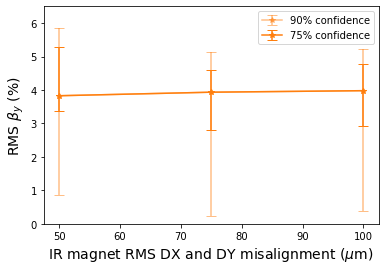 90% confidence
75% confidence
RMS βy (%)
6
5
4
3
2
1
0
50 60 70 80 90 100
IR magnet RMS DX and DY misalignment (μm)